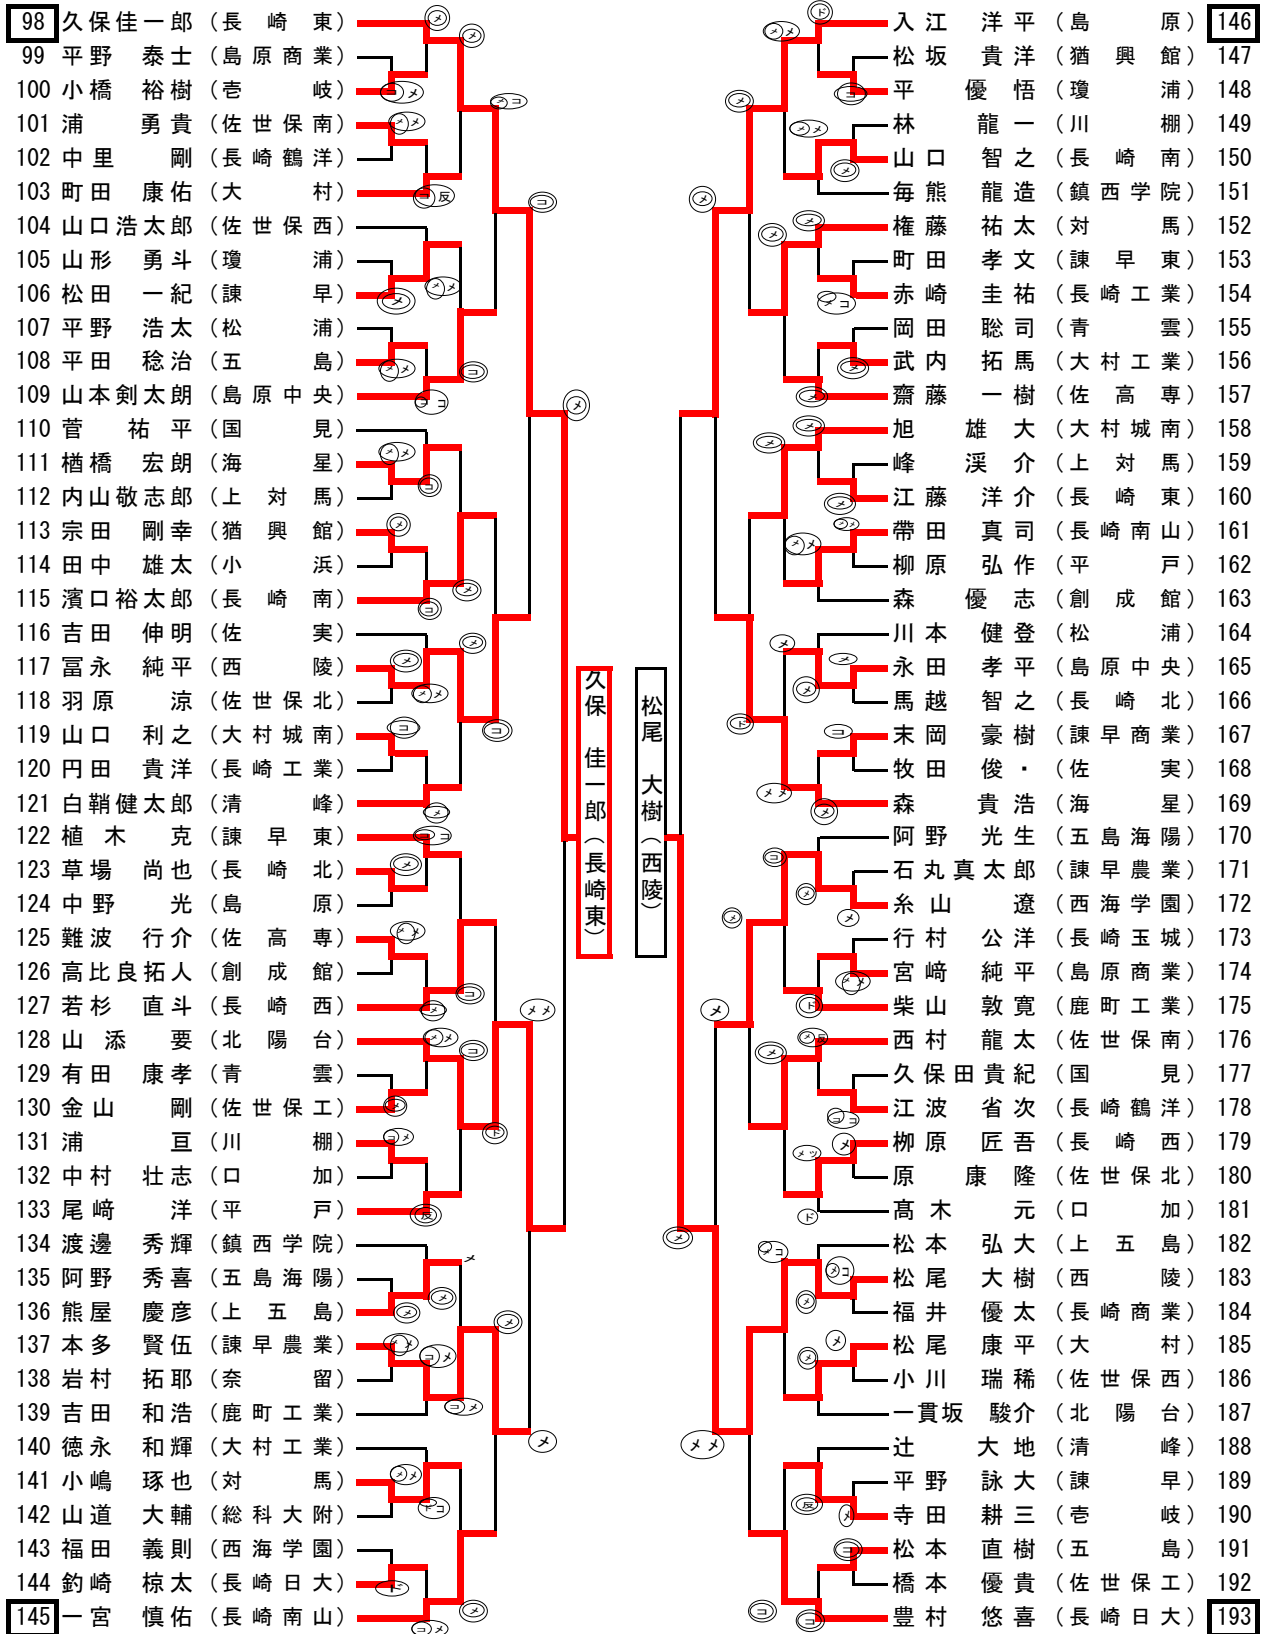 98 久保佳一郎（長崎東）
99 平野 泰士（島原商業）
100 小橋 裕樹（壱岐）
101 浦 勇貴（佐世保南）
102 中里 剛（長崎鶴洋）
103 町田 康佑（大村）
104 山口浩太郎（佐世保西）
105 山形 勇斗（瓊浦）
106 松田 一紀（諫早）
107 平野 浩太（松浦）
108 平田 稔治（五島）
109 山本剣太朗（島原中央）
110 菅 祐平（国見）
111 楢橋 宏朗（海星）
112 内山敬志郎（上対馬）
113 宗田 剛幸（猶興館）
114 田中 雄太（小浜）
115 濱口裕太郎（長崎南）
116 吉田 伸明（佐実）
117 冨永 純平（西陵）
118 羽原 涼（佐世保北）
119 山口 利之（大村城南）
120 円田 貴洋（長崎工業）
121 白鞘健太郎（清峰）
122 植木 克（諫早東）
123 草場 尚也（長崎北）
124 中野 光（島原）
125 難波 行介（佐高専）
126 高比良拓人（創成館）
127 若杉 直斗（長崎西）
128 山添 要（北陽台）
129 有田 康孝（青雲）
130 金山 剛（佐世保工）
131 浦 亘（川棚）
132 中村 壮志（口加）
133 尾﨑 洋（平戸）
134 渡邊 秀輝（鎮西学院）
135 阿野 秀喜（五島海陽）
136 熊屋 慶彦（上五島）
137 本多 賢伍（諫早農業）
138 岩村 拓耶（奈留）
139 吉田 和浩（鹿町工業）
140 徳永 和輝（大村工業）
141 小嶋 琢也（対馬）
142 山道 大輔（総科大附）
143 福田 義則（西海学園）
144 釣崎 椋太（長崎日大）
145 一宮 慎佑（長崎南山）
久保 佳一郎（長崎東）
松尾 大樹（西陵）
入江 洋平（島原） 146
松坂 貴洋（猶興館） 147
平 優悟（瓊浦） 148
林 龍一（川棚） 149
山口 智之（長崎南） 150
毎熊 龍造（鎮西学院） 151
権藤 祐太（対馬） 152
町田 孝文（諫早東） 153
赤崎 圭祐（長崎工業） 154
岡田 聡司（青雲） 155
武内 拓馬（大村工業） 156
齋藤 一樹（佐高専） 157
旭 雄大（大村城南） 158
峰 渓介（上対馬） 159
江藤 洋介（長崎東） 160
帶田 真司（長崎南山） 161
柳原 弘作（平戸） 162
森 優志（創成館） 163
川本 健登（松浦） 164
永田 孝平（島原中央） 165
馬越 智之（長崎北） 166
末岡 豪樹（諫早商業） 167
牧田 俊・（佐実） 168
森 貴浩（海星） 169
阿野 光生（五島海陽） 170
石丸真太郎（諫早農業） 171
糸山 遼（西海学園） 172
行村 公洋（長崎玉城） 173
宮﨑 純平（島原商業） 174
柴山 敦寛（鹿町工業） 175
西村 龍太（佐世保南） 176
久保田貴紀（国見） 177
江波 省次（長崎鶴洋） 178
栁原 匠吾（長崎西） 179
原 康隆（佐世保北） 180
髙木 元（口加） 181
松本 弘大（上五島） 182
松尾 大樹（西陵） 183
福井 優太（長崎商業） 184
松尾 康平（大村） 185
小川 瑞稀（佐世保西） 186
一貫坂 駿介（北陽台） 187
辻 大地（清峰） 188
平野 詠大（諫早） 189
寺田 耕三（壱岐） 190
松本 直樹（五島） 191
橋本 優貴（佐世保工） 192
豊村 悠喜（長崎日大） 193